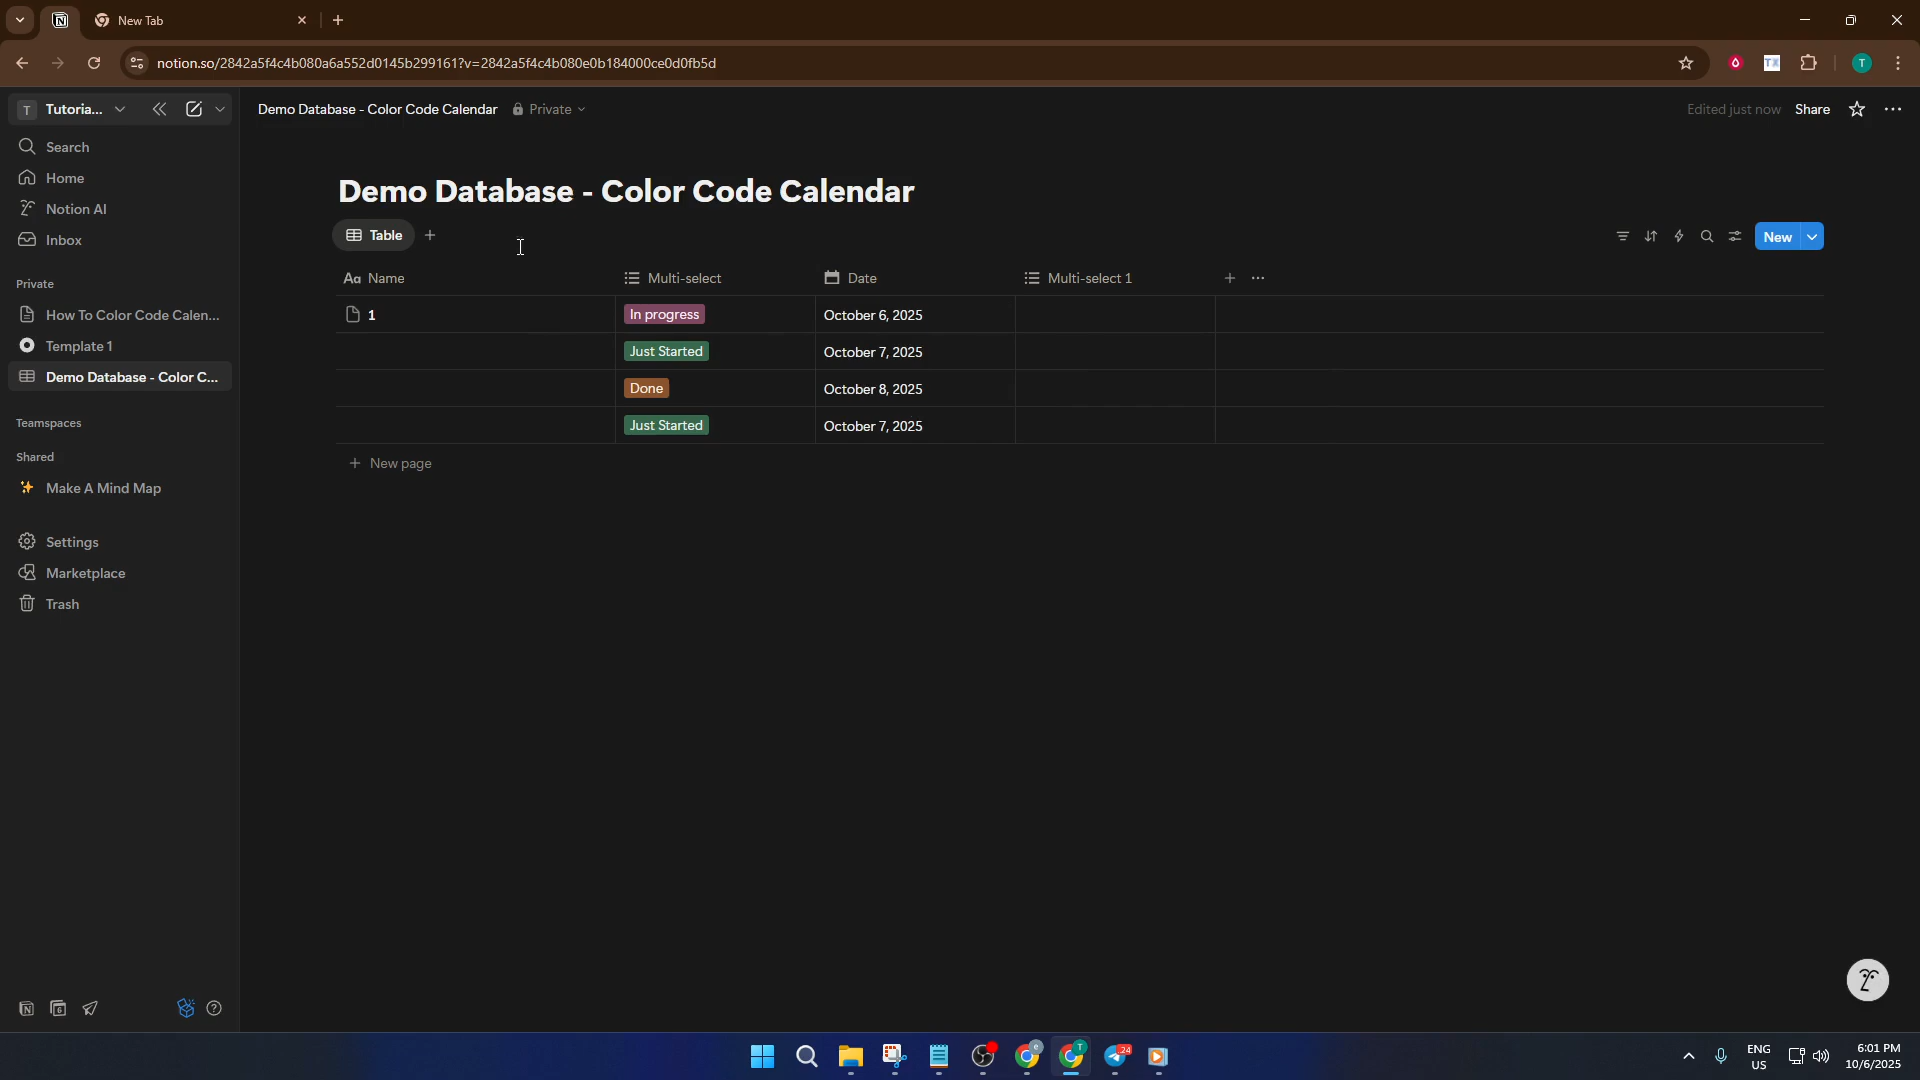 New Tab
notion.so/2842a5f4c4b080a6a552d0145b299161?v=2842a5f4c4b080e0b184000ce0d0fb5d
T
T Tutoria...
Demo Database - Color Code Calendar Private
Edited just now Share
Search
Home
Notion AI
Inbox
Private
How To Color Code Calen...
Template 1
Demo Database - Color C...
Teamspaces
Shared
Make A Mind Map
Settings
Marketplace
Trash
Demo Database - Color Code Calendar
Table
New
Aa Name Multi-select Date Multi-select 1
1 In progress October 6, 2025
Just Started October 7, 2025
Done October 8, 2025
Just Started October 7, 2025
New page
24
ENG
US
6:01 PM
10/6/2025